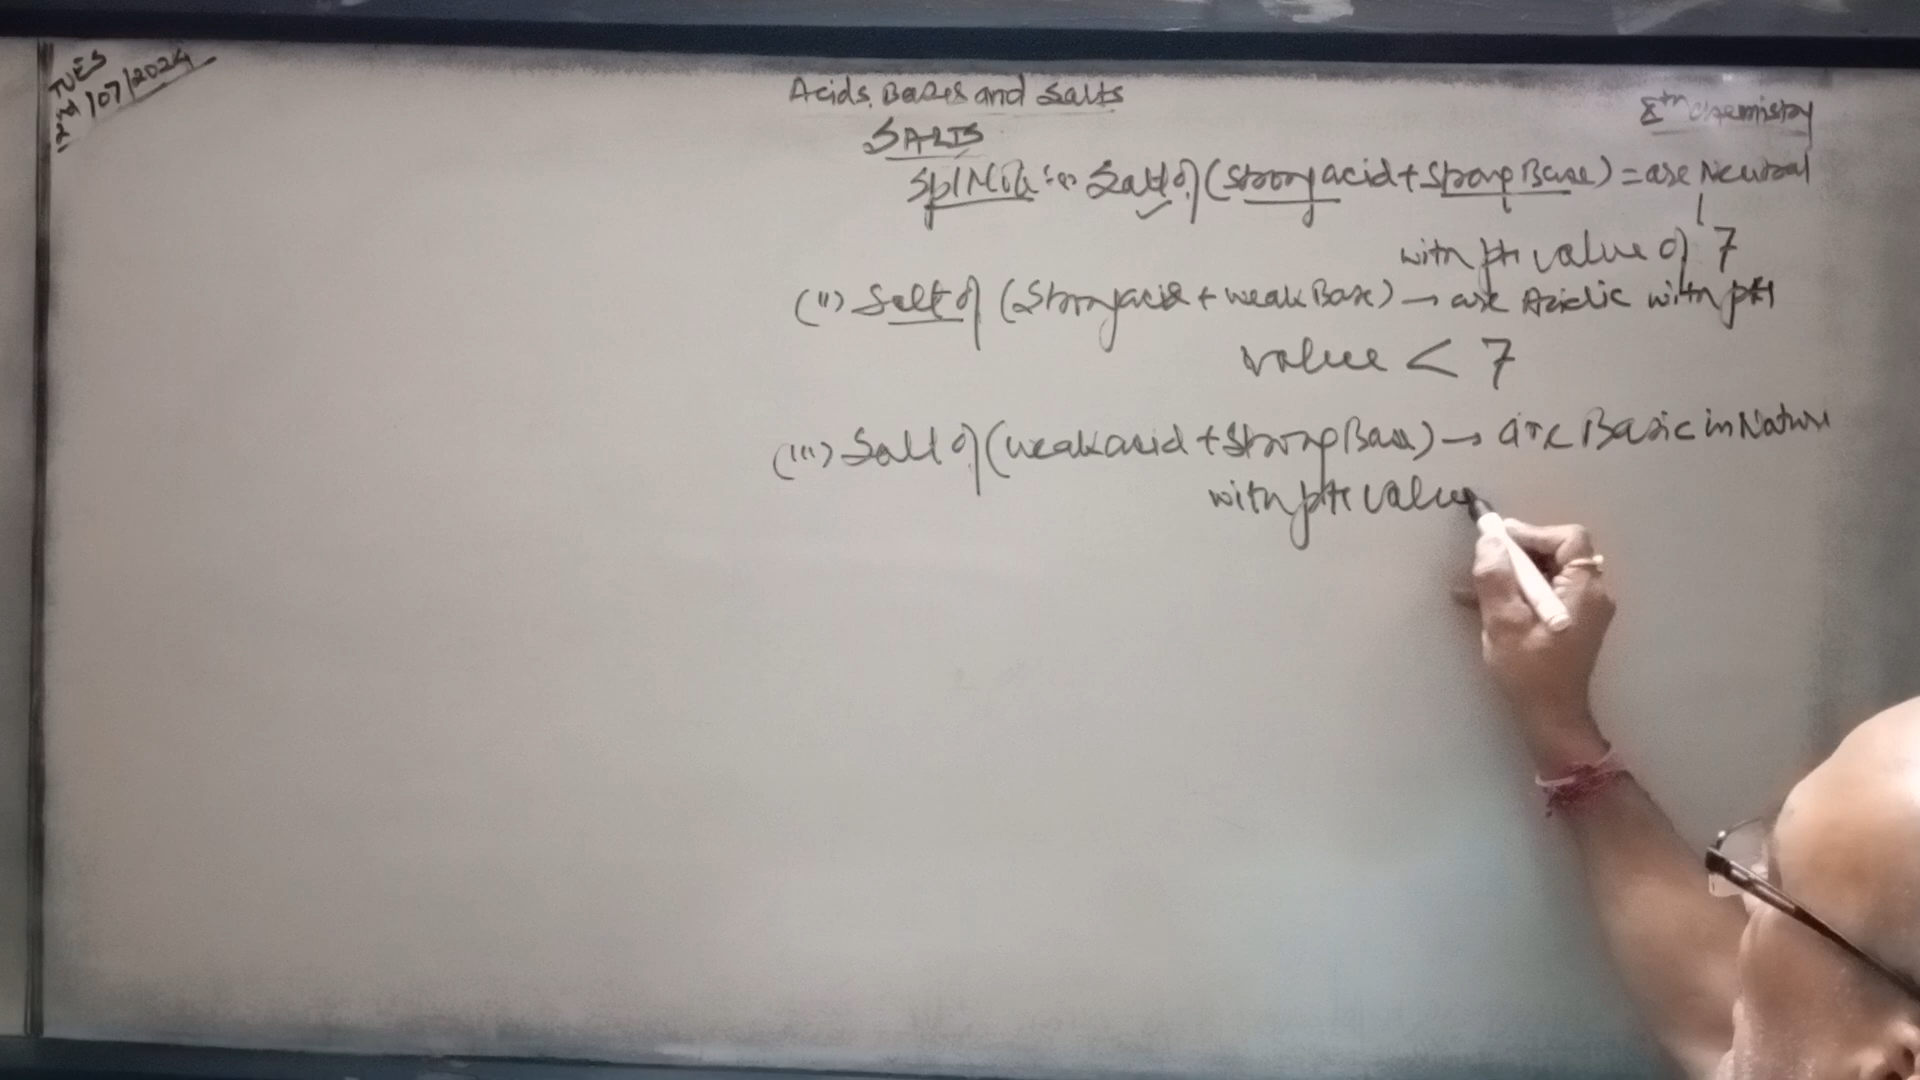 TUES
/07/2024
Acids, Bases and Salts
8th Chemistry
SALTS
Spl Note :- (i) Salt of (Strong acid + Strong Base) = are Neutral
with pH value of 7
(ii) Salt of (Strong acid + weak Base) → are Acidic with pH
value < 7
(iii) Salt of (weak acid + Strong Base) → are Basic in Nature
with pH value